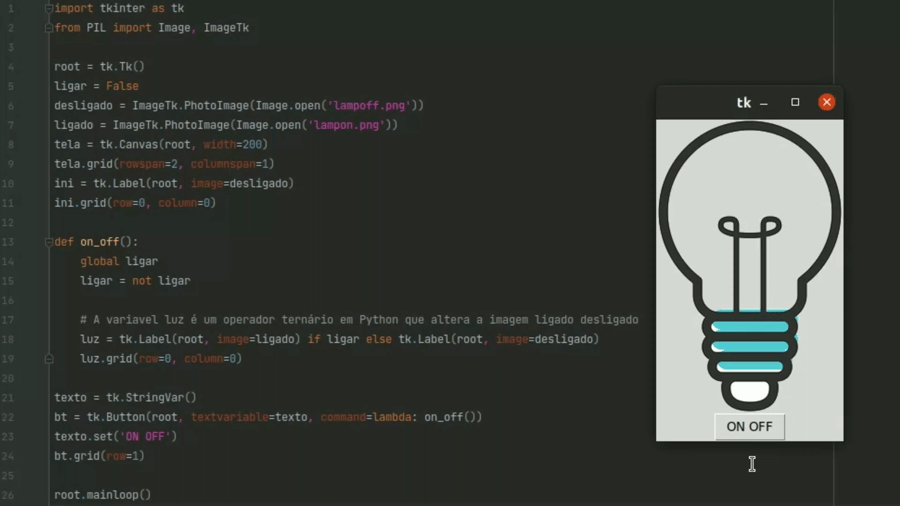 1 import tkinter as tk
2 from PIL import Image, ImageTk
3
4 root = tk.Tk()
5 ligar = False
6 desligado = ImageTk.PhotoImage(Image.open('lampoff.png'))
7 ligado = ImageTk.PhotoImage(Image.open('lampon.png'))
8 tela = tk.Canvas(root, width=200)
9 tela.grid(rowspan=2, columnspan=1)
10 ini = tk.Label(root, image=desligado)
11 ini.grid(row=0, column=0)
12
13 def on_off():
14 global ligar
15 ligar = not ligar
16
17 # A variavel luz é um operador ternário em Python que altera a imagem ligado desligado
18 luz = tk.Label(root, image=ligado) if ligar else tk.Label(root, image=desligado)
19 luz.grid(row=0, column=0)
20
21 texto = tk.StringVar()
22 bt = tk.Button(root, textvariable=texto, command=lambda: on_off())
23 texto.set('ON OFF')
24 bt.grid(row=1)
25
26 root.mainloop()
tk
ON OFF